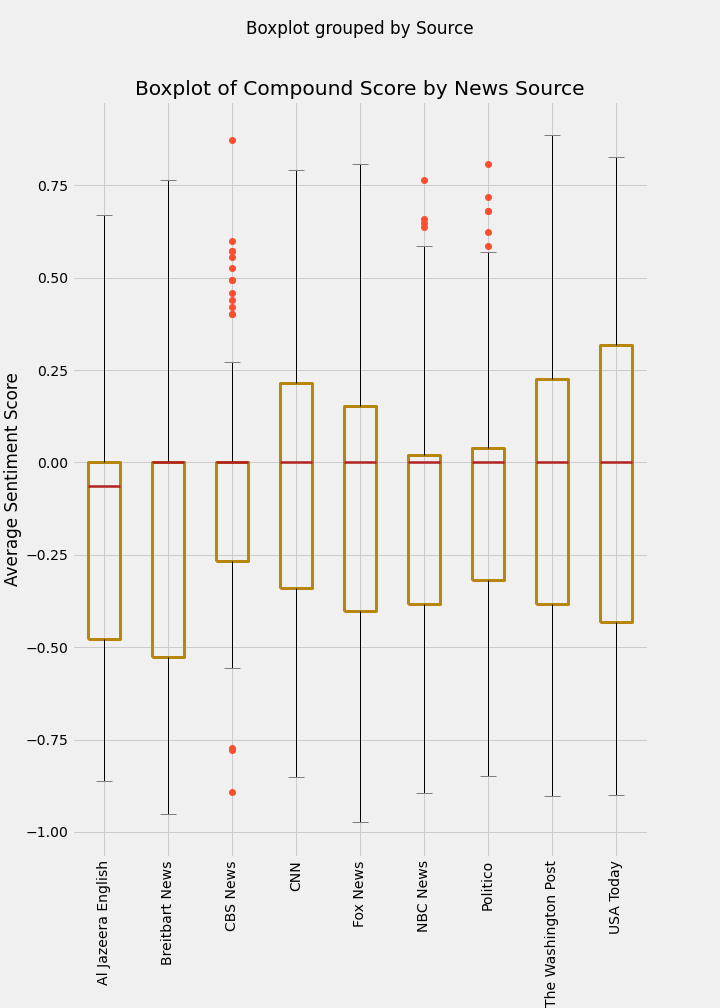 Boxplot grouped by Source
Boxplot of Compound Score by News Source
Average Sentiment Score
0.75
0.50
0.25
0.00
−0.25
−0.50
−0.75
−1.00
Al Jazeera English
Breitbart News
CBS News
CNN
Fox News
NBC News
Politico
The Washington Post
USA Today